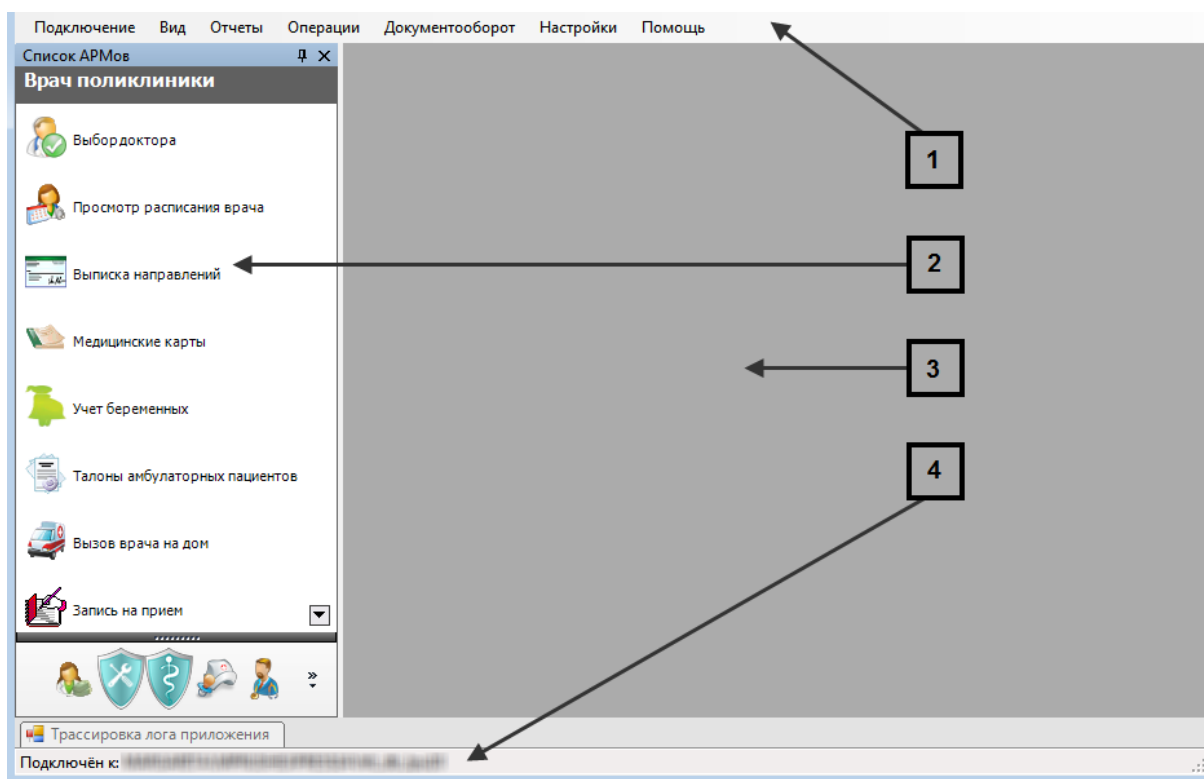 Подключение Вид Отчеты Операции Документооборот Настройки Помощь
Список АРМов
Врач поликлиники
Выбор доктора
1
Просмотр расписания врача
Выписка направлений
2
Медицинские карты
3
Учет беременных
Талоны амбулаторных пациентов
4
Вызов врача на дом
Запись на прием
Трассировка лога приложения
Подключён к: